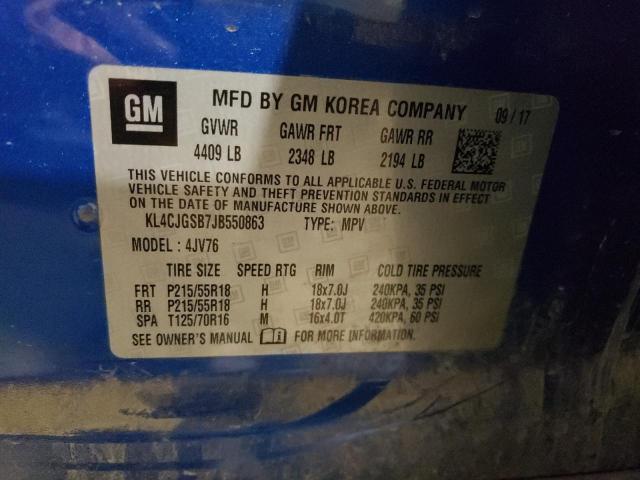 GM
MFD BY GM KOREA COMPANY 09/17
GVWR GAWR FRT GAWR RR
4409 LB 2348 LB 2194 LB
THIS VEHICLE CONFORMS TO ALL APPLICABLE U.S. FEDERAL MOTOR
VEHICLE SAFETY AND THEFT PREVENTION STANDARDS IN EFFECT
ON THE DATE OF MANUFACTURE SHOWN ABOVE.
KL4CJGSB7JB550863 TYPE: MPV
MODEL : 4JV76
TIRE SIZE SPEED RTG RIM COLD TIRE PRESSURE
FRT P215/55R18 H 18x7.0J 240KPA, 35 PSI
RR P215/55R18 H 18x7.0J 240KPA, 35 PSI
SPA T125/70R16 M 16x4.0T 420KPA, 60 PSI
SEE OWNER'S MANUAL FOR MORE INFORMATION.